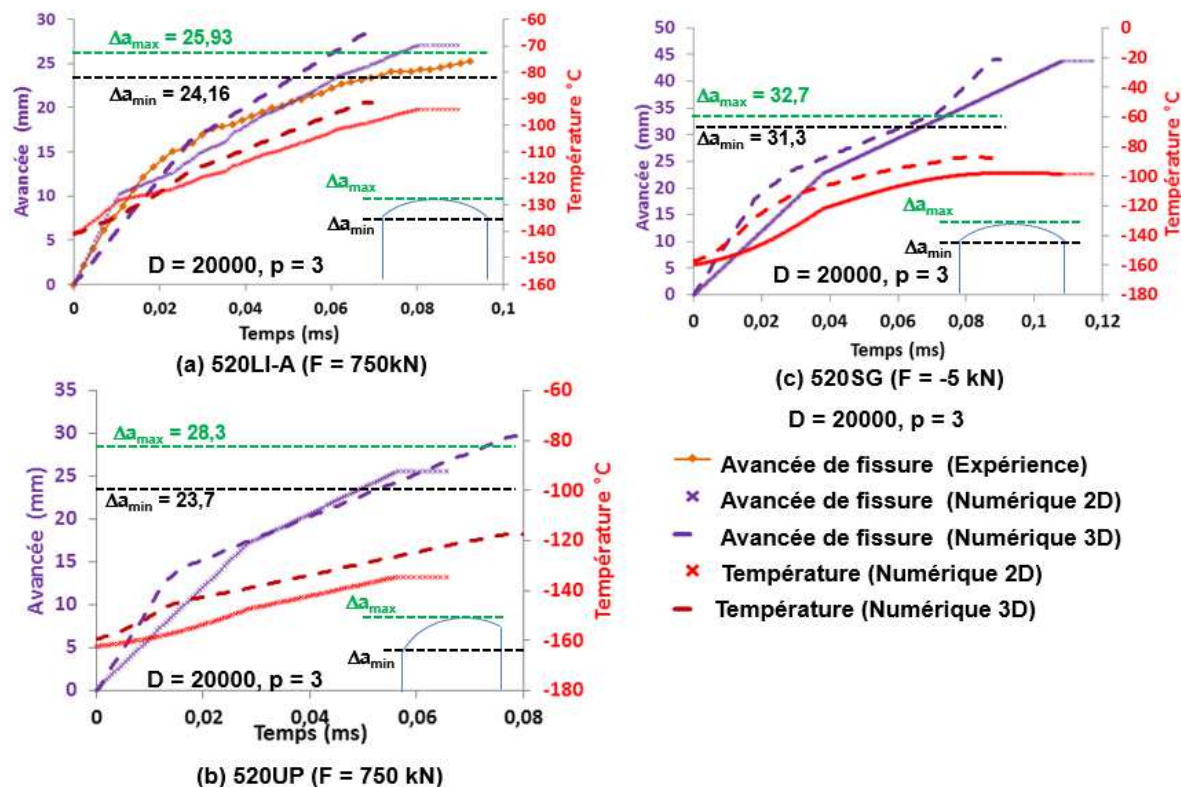 30
25
20
15
10
5
0
Avancée (mm)
Δamax = 25,93
Δamin = 24,16
-60
-70
-80
-90
-100
-110
-120
-130
-140
-150
-160
Température °C
Δamax
Δamin
D = 20000, p = 3
0
0,02
0,04
0,06
0,08
0,1
Temps (ms)
(a) 520LI-A (F = 750kN)
50
45
40
35
30
25
20
15
10
5
0
Avancée (mm)
Δamax = 32,7
Δamin = 31,3
0
-20
-40
-60
-80
-100
-120
-140
-160
-180
Température °C
Δamax
Δamin
D = 20000, p = 3
0
0,02
0,04
0,06
0,08
0,1
0,12
Temps (ms)
(c) 520SG (F = -5 kN)
D = 20000, p = 3
35
30
25
20
15
10
5
0
Avancée (mm)
Δamax = 28,3
Δamin = 23,7
-60
-80
-100
-120
-140
-160
-180
Température °C
Δamax
Δamin
D = 20000, p = 3
0
0,02
0,04
0,06
0,08
Temps (ms)
(b) 520UP (F = 750 kN)
Avancée de fissure (Expérience)
Avancée de fissure (Numérique 2D)
Avancée de fissure (Numérique 3D)
Température (Numérique 2D)
Température (Numérique 3D)